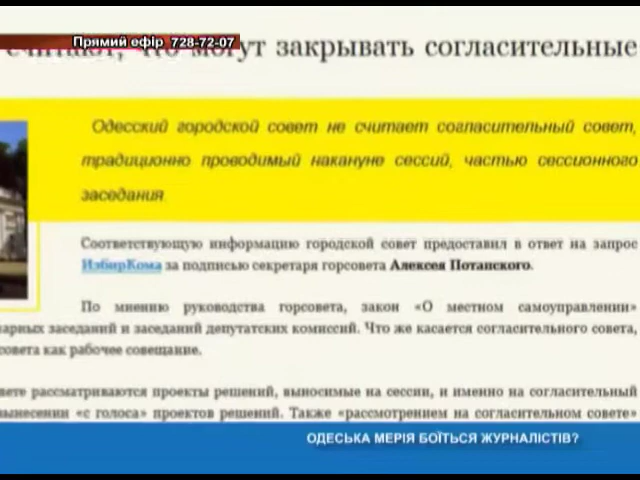 Прямий ефір 728-72-07
считают, что могут закрывать согласительные
Одесский городской совет не считает согласительный совет,
традиционно проводимый накануне сессий, частью сессионного
заседания
Соответствующую информацию городской совет предоставил в ответ на запрос
ИзбирКома за подписью секретаря горсовета Алексея Потапского.
По мнению руководства горсовета, закон «О местном самоуправлении»
заседаний и заседаний депутатских комиссий. Что же касается согласительного совета,
как рабочее совещание.
рассматриваются проекты решений, выносимые на сессии, и именно на согласительный
«с голоса» проектов решений. Также «рассмотрением на согласительном совете»
ОДЕСЬКА МЕРІЯ БОЇТЬСЯ ЖУРНАЛІСТІВ?